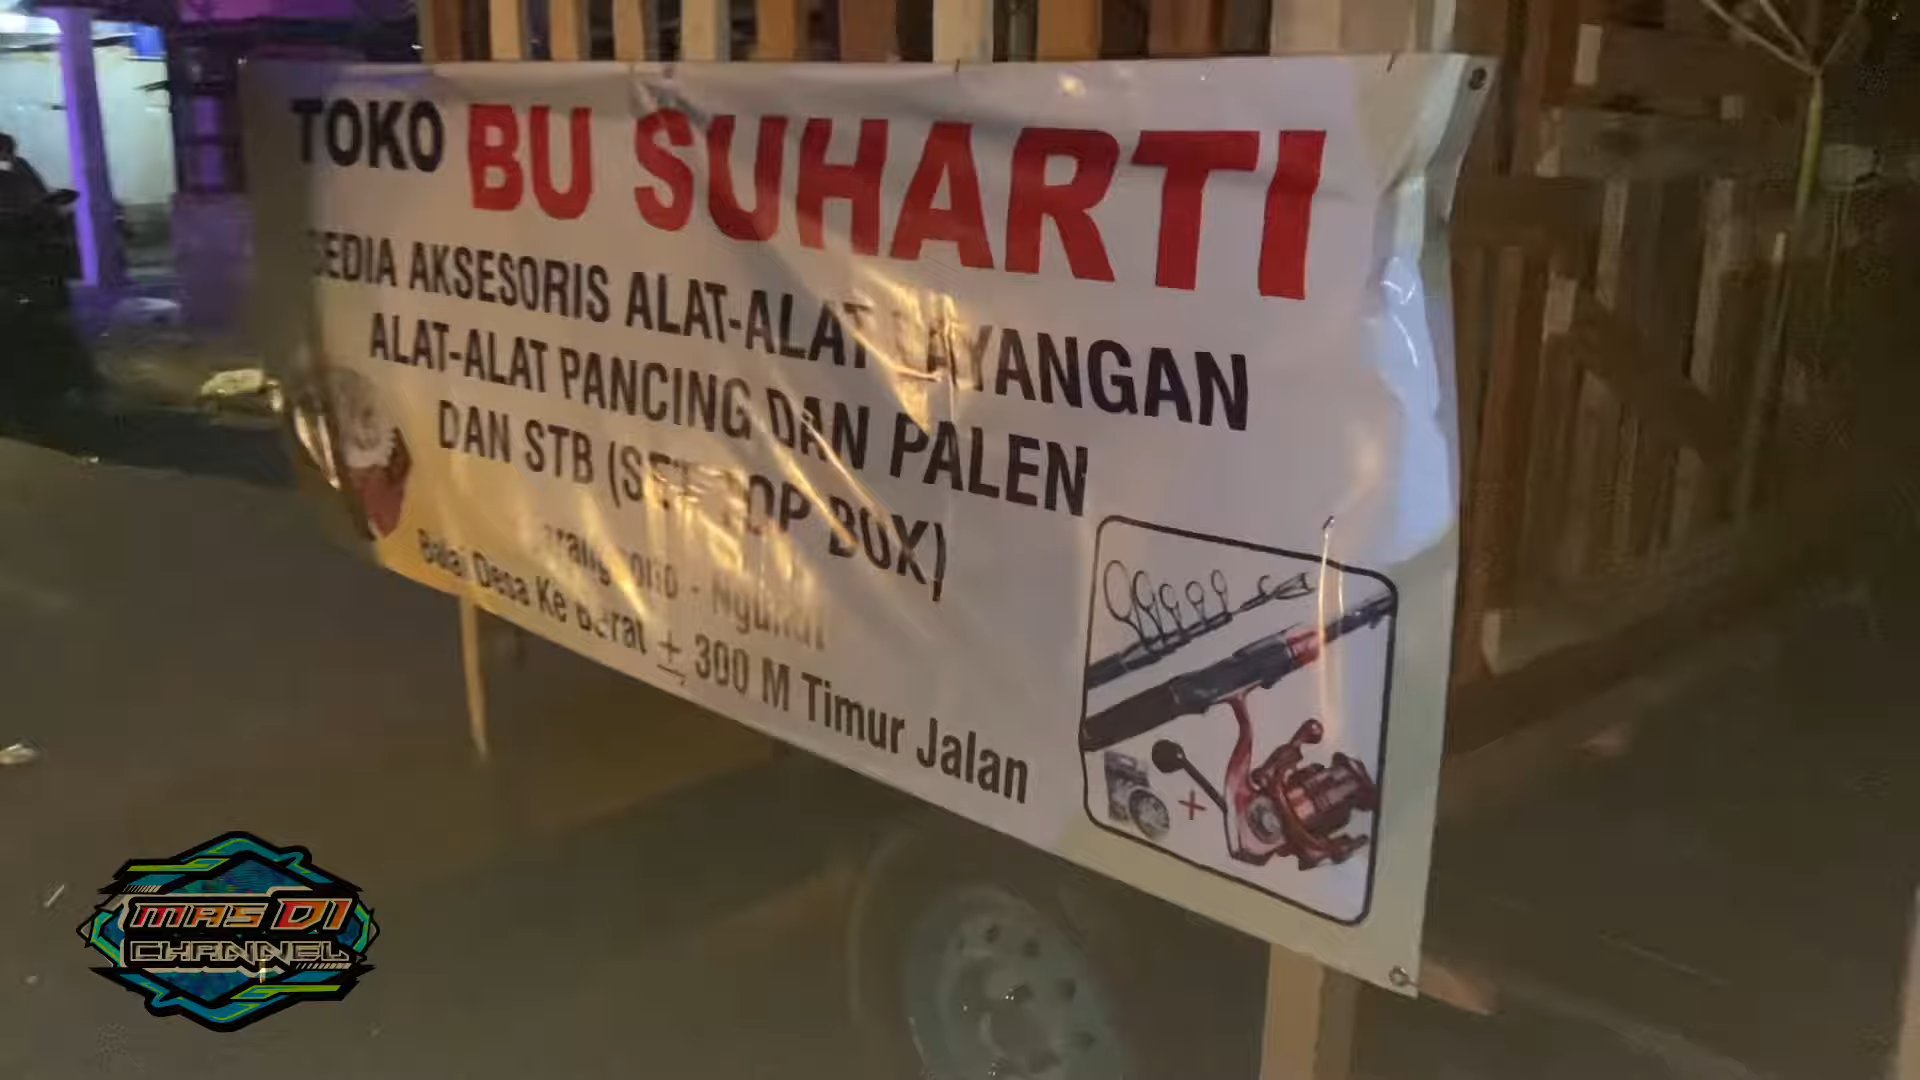 TOKO BU SUHARTI
SEDIA AKSESORIS ALAT-ALAT LAYANGAN
ALAT-ALAT PANCING DAN PALEN
DAN STB (SET TOP BOX)
Balai Desa Ke Barat ± 300 M Timur Jalan
+
MAS DI
CHANNEL